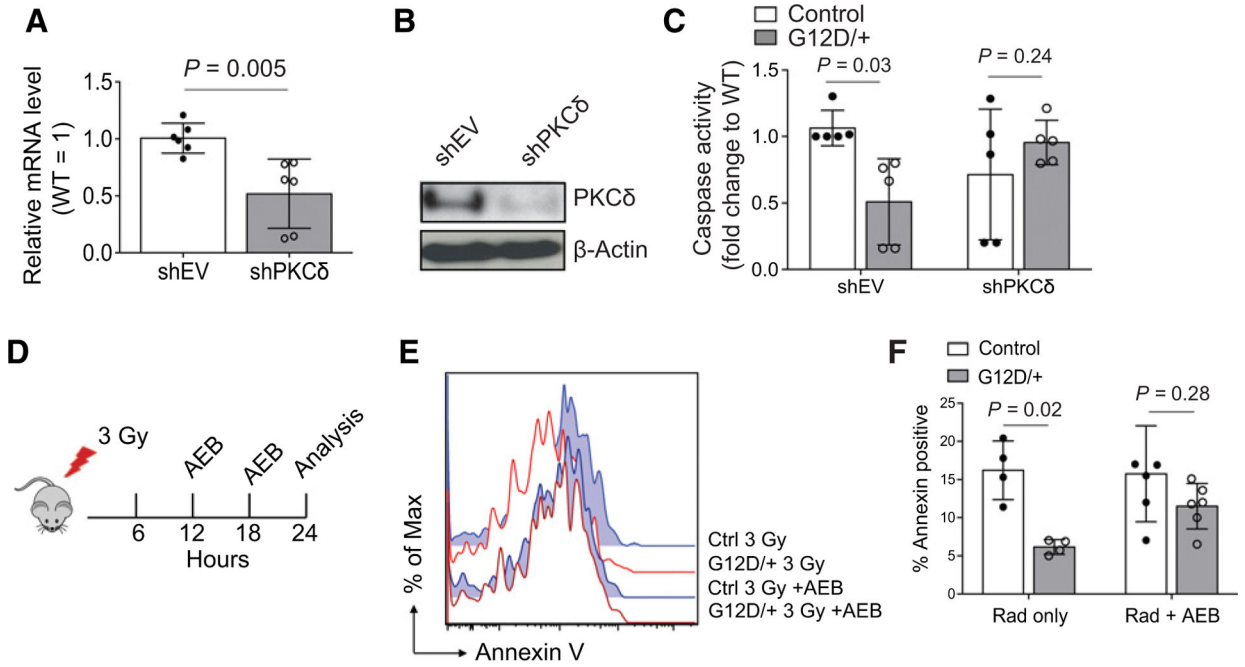 A
Relative mRNA level
(WT = 1)
P = 0.005
1.5
1.0
0.5
0.0
shEV
shPKCδ
B
shEV
shPKCδ
PKCδ
β-Actin
C
Control
G12D/+
Caspase activity
(fold change to WT)
P = 0.03
P = 0.24
1.5
1.0
0.5
0.0
shEV
shPKCδ
D
3 Gy
AEB
AEB
Analysis
6
12
18
24
Hours
E
% of Max
Annexin V
Ctrl 3 Gy
G12D/+ 3 Gy
Ctrl 3 Gy +AEB
G12D/+ 3 Gy +AEB
F
Control
G12D/+
% Annexin positive
P = 0.02
P = 0.28
25
20
15
10
5
0
Rad only
Rad + AEB